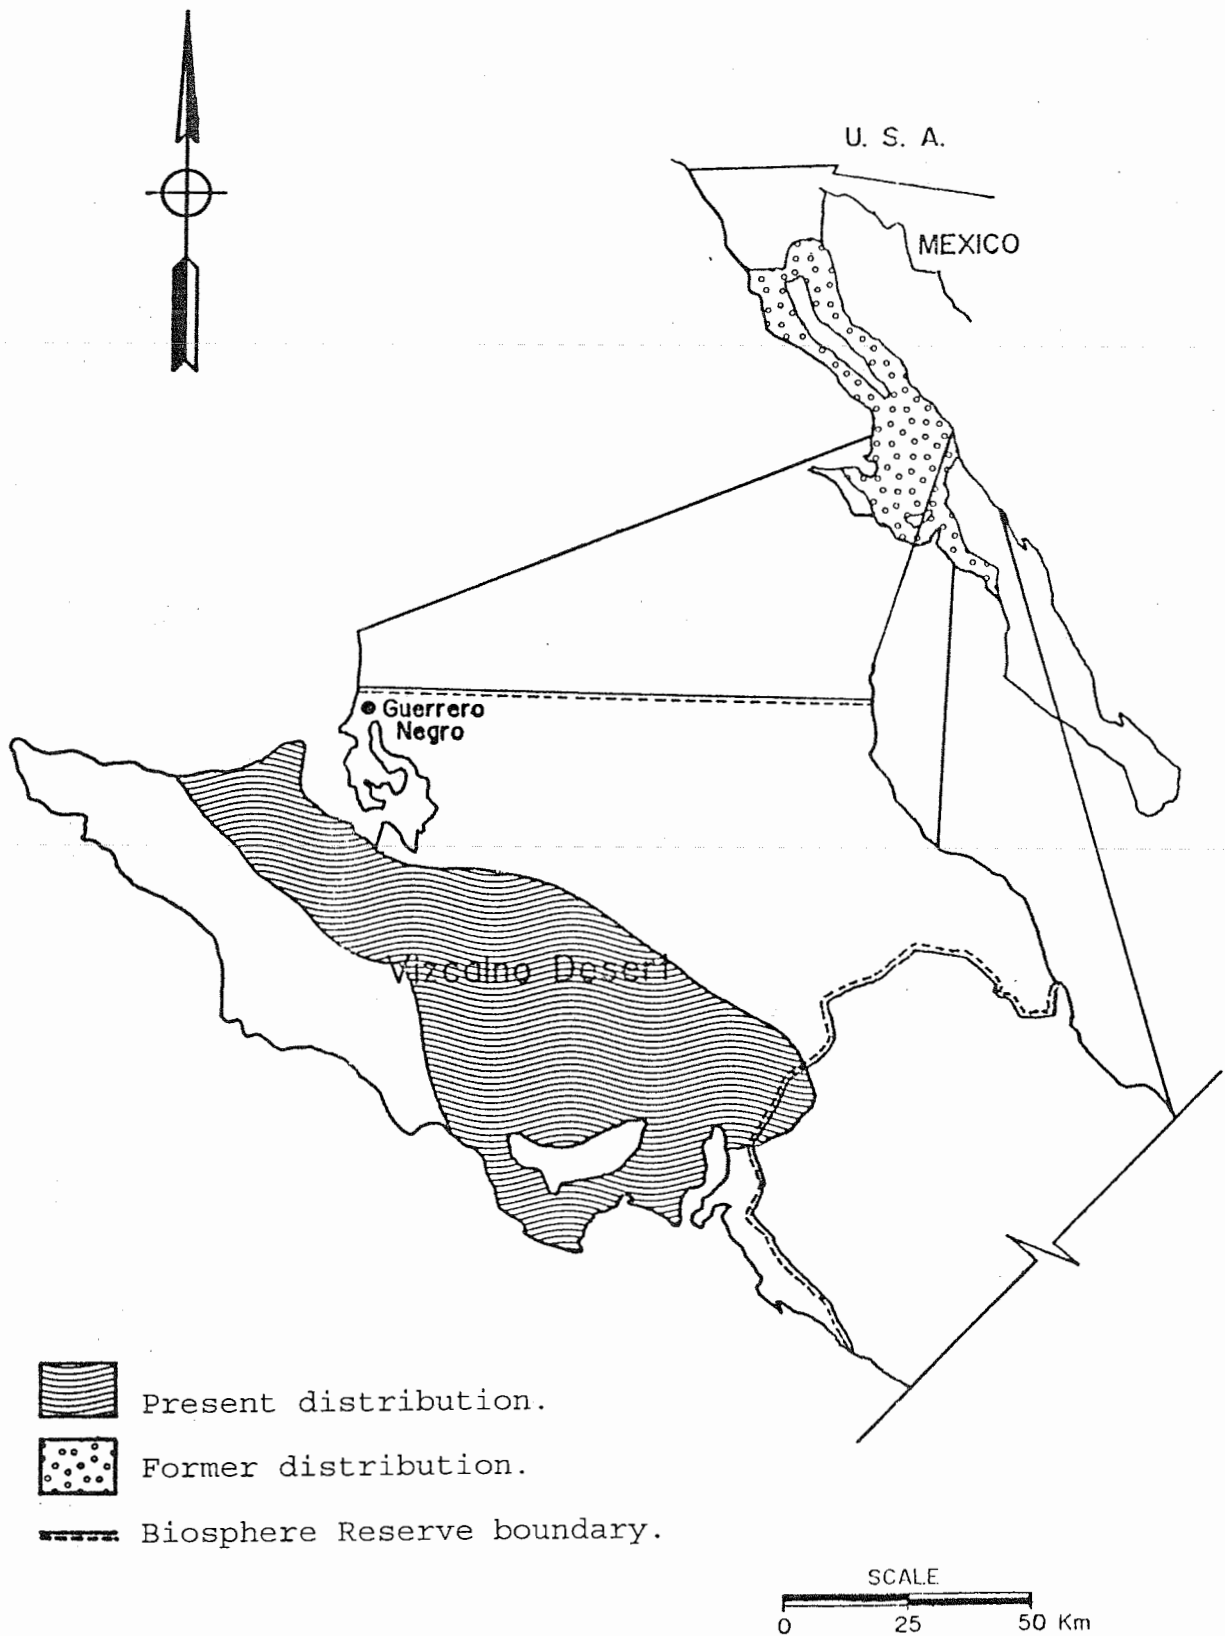 U. S. A.
MEXICO
Guerrero
Negro
Vizcaino Desert
Present distribution.
Former distribution.
Biosphere Reserve boundary.
SCALE
0 25 50 Km